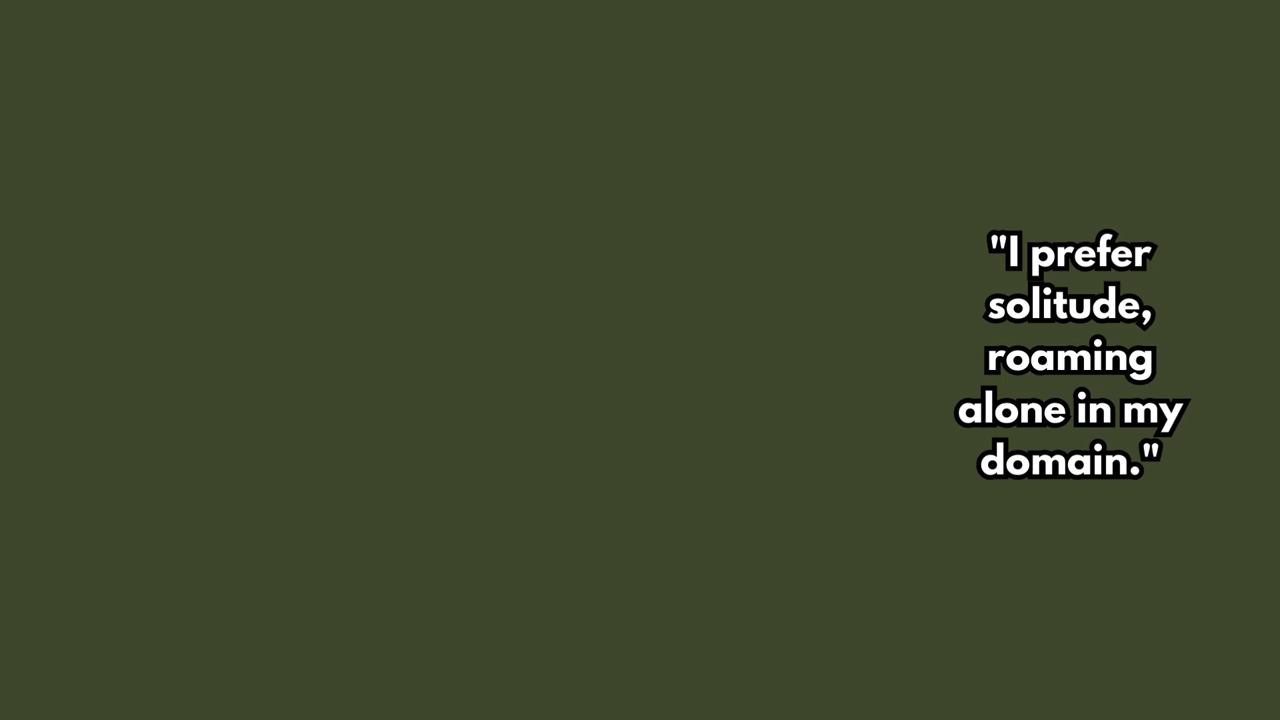 "I prefer
solitude,
roaming
alone in my
domain."